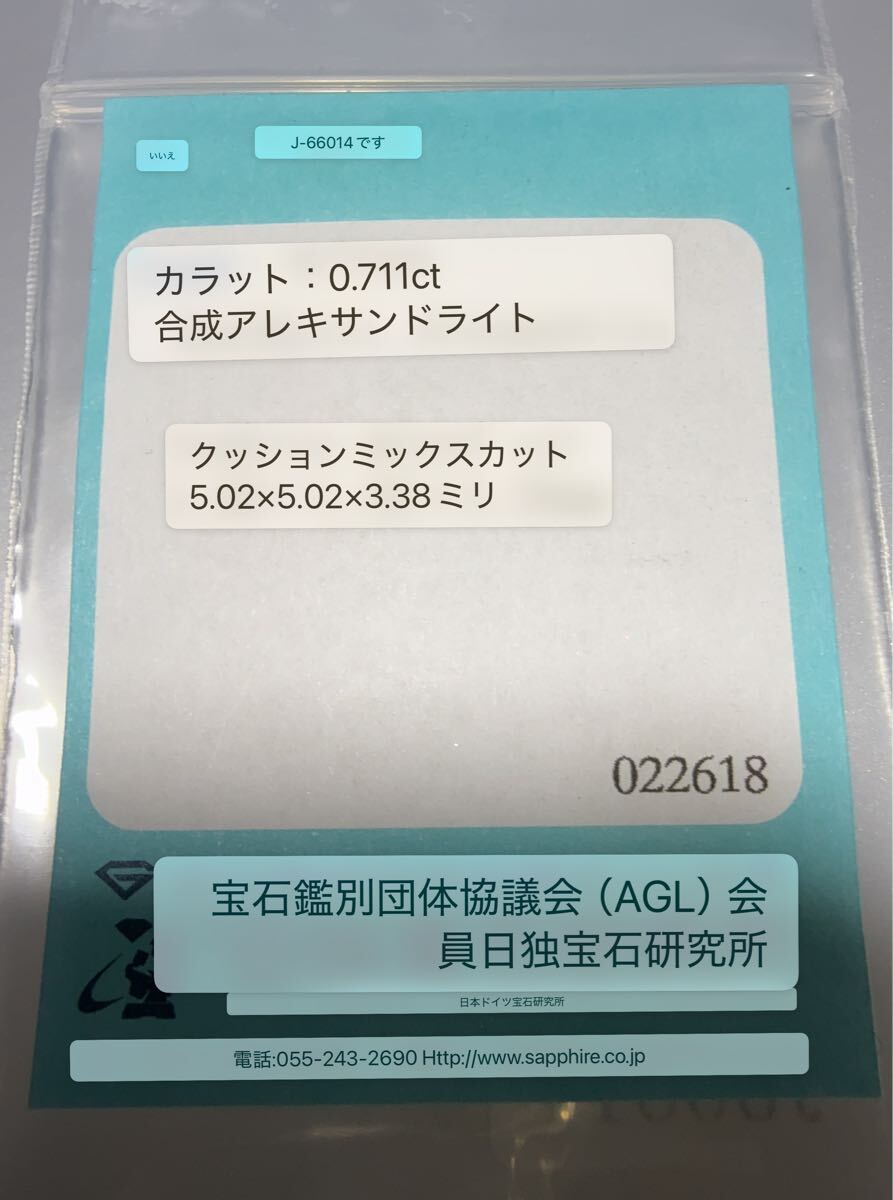 いいえ
J-66014です
カラット：0.711ct
合成アレキサンドライト
クッションミックスカット
5.02×5.02×3.38ミリ
022618
宝石鑑別団体協議会（AGL）会
員日独宝石研究所
日本ドイツ宝石研究所
電話:055-243-2690 Http://www.sapphire.co.jp